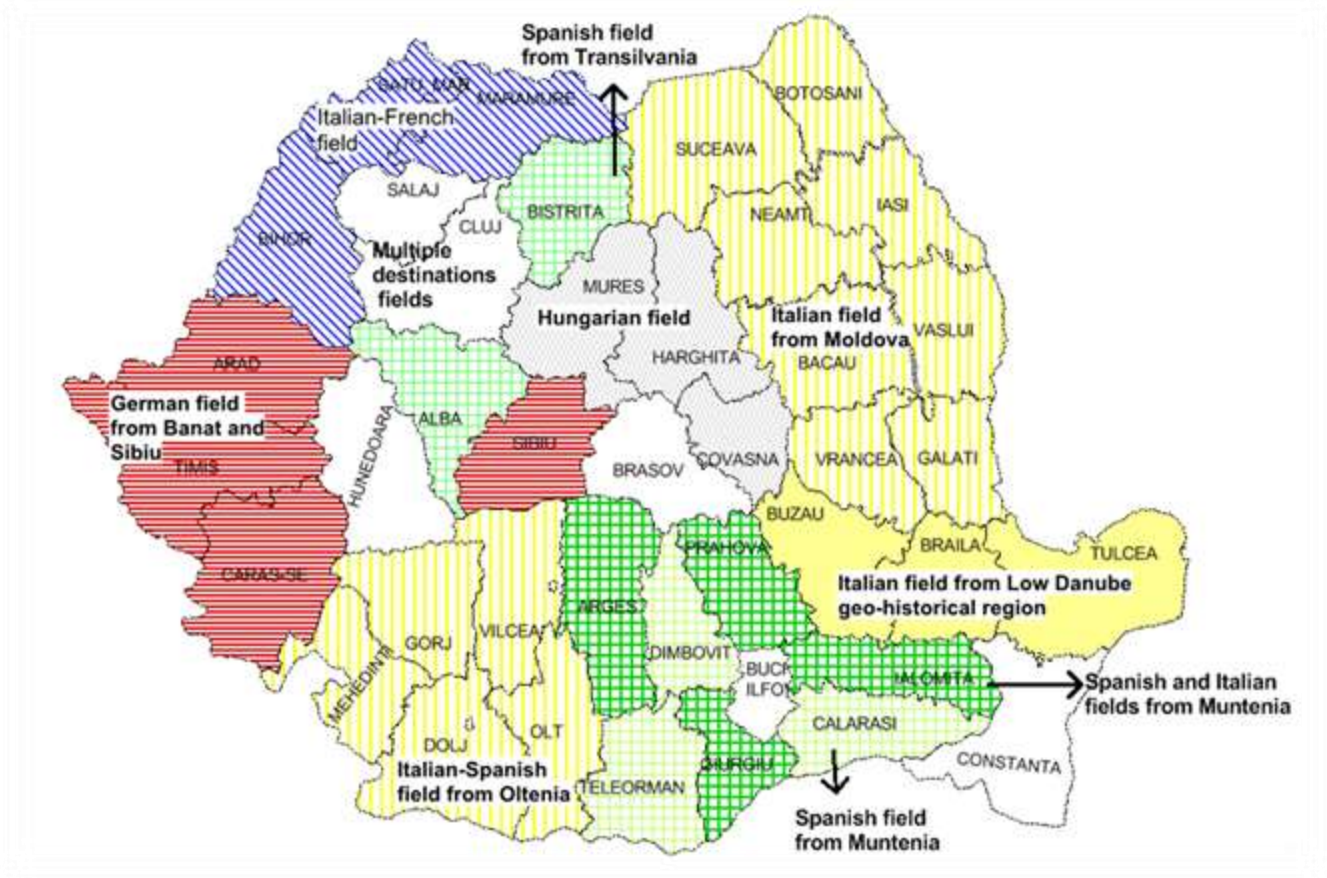 Spanish field
from Transilvania
BOTOSANI
SATU MAR
MARAMURE
Italian-French
field
SUCEAVA
SALAJ
BISTRITA
NEAMT
IASI
CLUJ
BIHOR
Multiple
destinations
fields
MURES
Hungarian field
Italian field
from Moldova
VASLUI
HARGHITA
BACAU
ARAD
German field
from Banat and
Sibiu
ALBA
SIBIU
HUNEDOARA
TIMIS
BRASOV
COVASNA
VRANCEA
GALATI
BUZAU
PRAHOVA
BRAILA
TULCEA
CARAS-SE
Italian field from Low Danube
geo-historical region
ARGES
VILCEA
GORJ
DIMBOVIT
BUCI
ILFO
IALOMITA
Spanish and Italian
fields from Muntenia
MEHEDINTI
CALARASI
OLT
DOLJ
Italian-Spanish
field from Oltenia
TELEORMAN
GIURGIU
CONSTANTA
Spanish field
from Muntenia